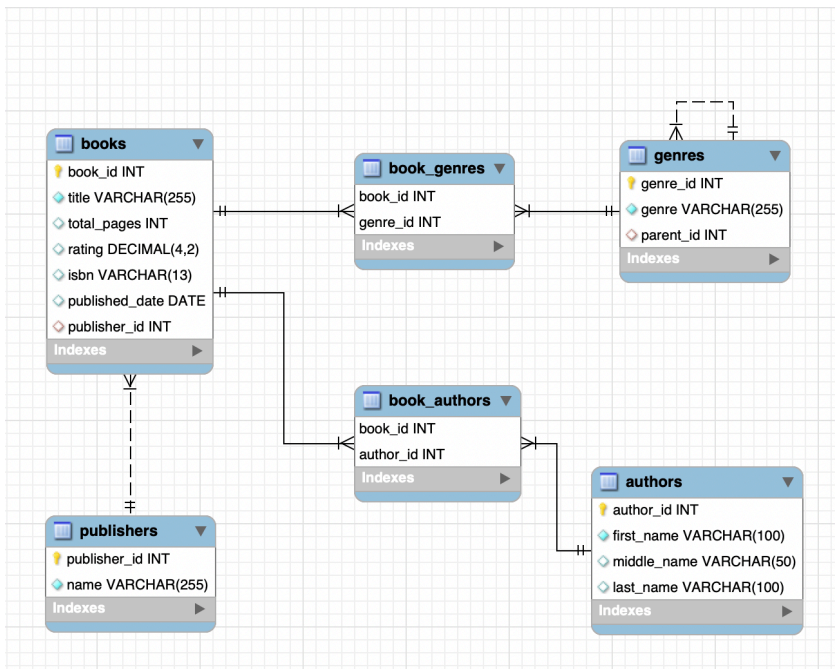 books
book_id INT
title VARCHAR(255)
total_pages INT
rating DECIMAL(4,2)
isbn VARCHAR(13)
published_date DATE
publisher_id INT
Indexes
book_genres
book_id INT
genre_id INT
Indexes
genres
genre_id INT
genre VARCHAR(255)
parent_id INT
Indexes
book_authors
book_id INT
author_id INT
Indexes
authors
author_id INT
first_name VARCHAR(100)
middle_name VARCHAR(50)
last_name VARCHAR(100)
Indexes
publishers
publisher_id INT
name VARCHAR(255)
Indexes